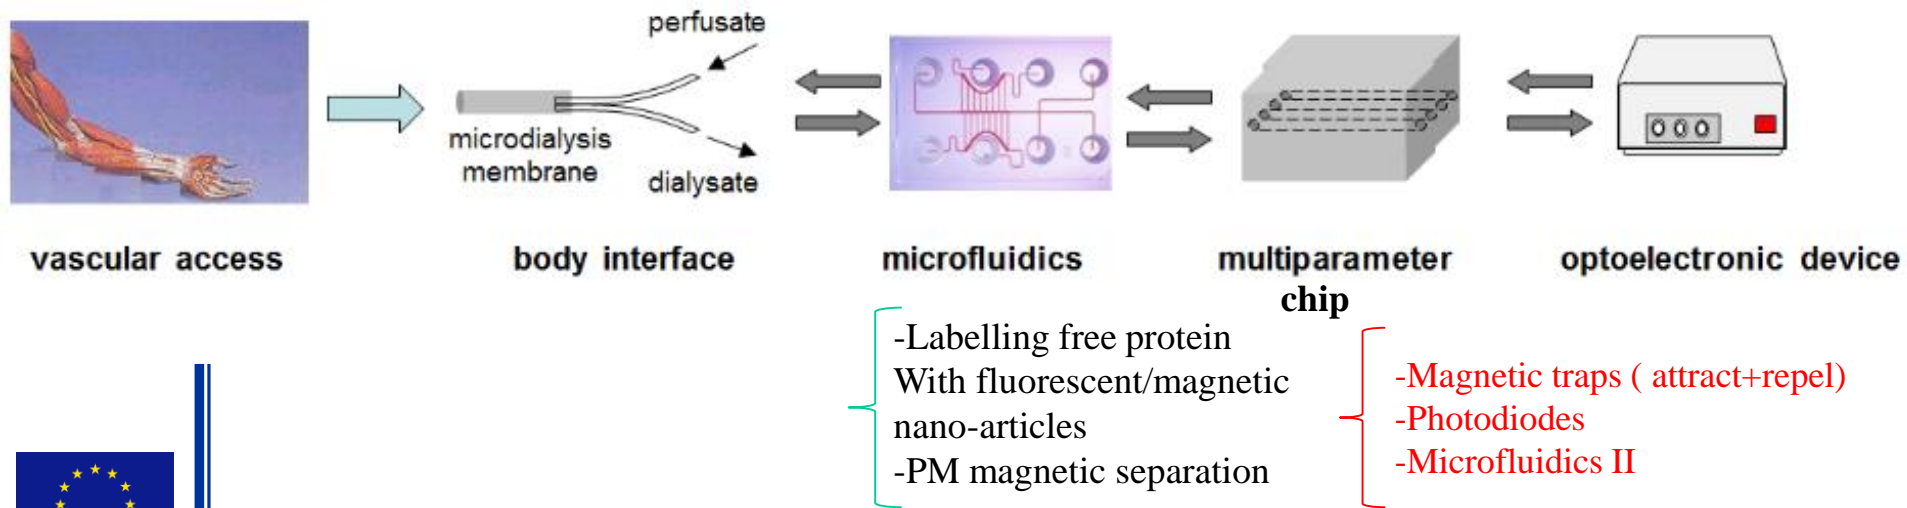 perfusate
microdialysis
membrane
dialysate
vascular access
body interface
microfluidics
multiparameter
chip
optoelectronic device
-Labelling free protein
With fluorescent/magnetic
nano-articles
-PM magnetic separation
-Magnetic traps ( attract+repel)
-Photodiodes
-Microfluidics II